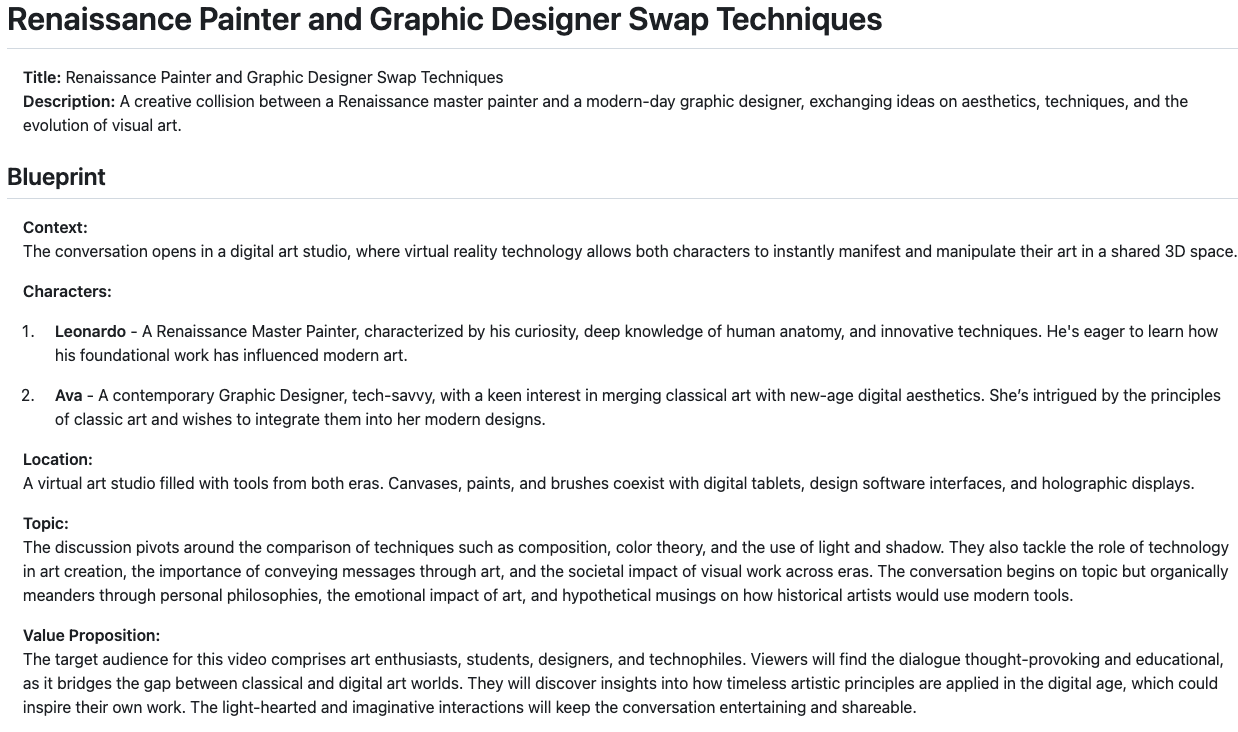 Renaissance Painter and Graphic Designer Swap Techniques
Title: Renaissance Painter and Graphic Designer Swap Techniques
Description: A creative collision between a Renaissance master painter and a modern-day graphic designer, exchanging ideas on aesthetics, techniques, and the
evolution of visual art.
Blueprint
Context:
The conversation opens in a digital art studio, where virtual reality technology allows both characters to instantly manifest and manipulate their art in a shared 3D space.
Characters:
1. Leonardo - A Renaissance Master Painter, characterized by his curiosity, deep knowledge of human anatomy, and innovative techniques. He's eager to learn how
his foundational work has influenced modern art.
2. Ava - A contemporary Graphic Designer, tech-savvy, with a keen interest in merging classical art with new-age digital aesthetics. She’s intrigued by the principles
of classic art and wishes to integrate them into her modern designs.
Location:
A virtual art studio filled with tools from both eras. Canvases, paints, and brushes coexist with digital tablets, design software interfaces, and holographic displays.
Topic:
The discussion pivots around the comparison of techniques such as composition, color theory, and the use of light and shadow. They also tackle the role of technology
in art creation, the importance of conveying messages through art, and the societal impact of visual work across eras. The conversation begins on topic but organically
meanders through personal philosophies, the emotional impact of art, and hypothetical musings on how historical artists would use modern tools.
Value Proposition:
The target audience for this video comprises art enthusiasts, students, designers, and technophiles. Viewers will find the dialogue thought-provoking and educational,
as it bridges the gap between classical and digital art worlds. They will discover insights into how timeless artistic principles are applied in the digital age, which could
inspire their own work. The light-hearted and imaginative interactions will keep the conversation entertaining and shareable.